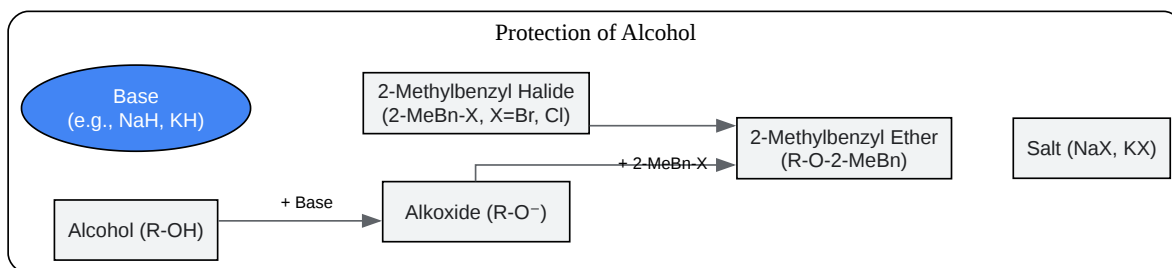 Protection of Alcohol
Base
(e.g., NaH, KH)
2-Methylbenzyl Halide
(2-MeBn-X, X=Br, Cl)
2-Methylbenzyl Ether
(R-O-2-MeBn)
Salt (NaX, KX)
+ 2-MeBn-X
Alcohol (R-OH)
+ Base
Alkoxide (R-O⁻)